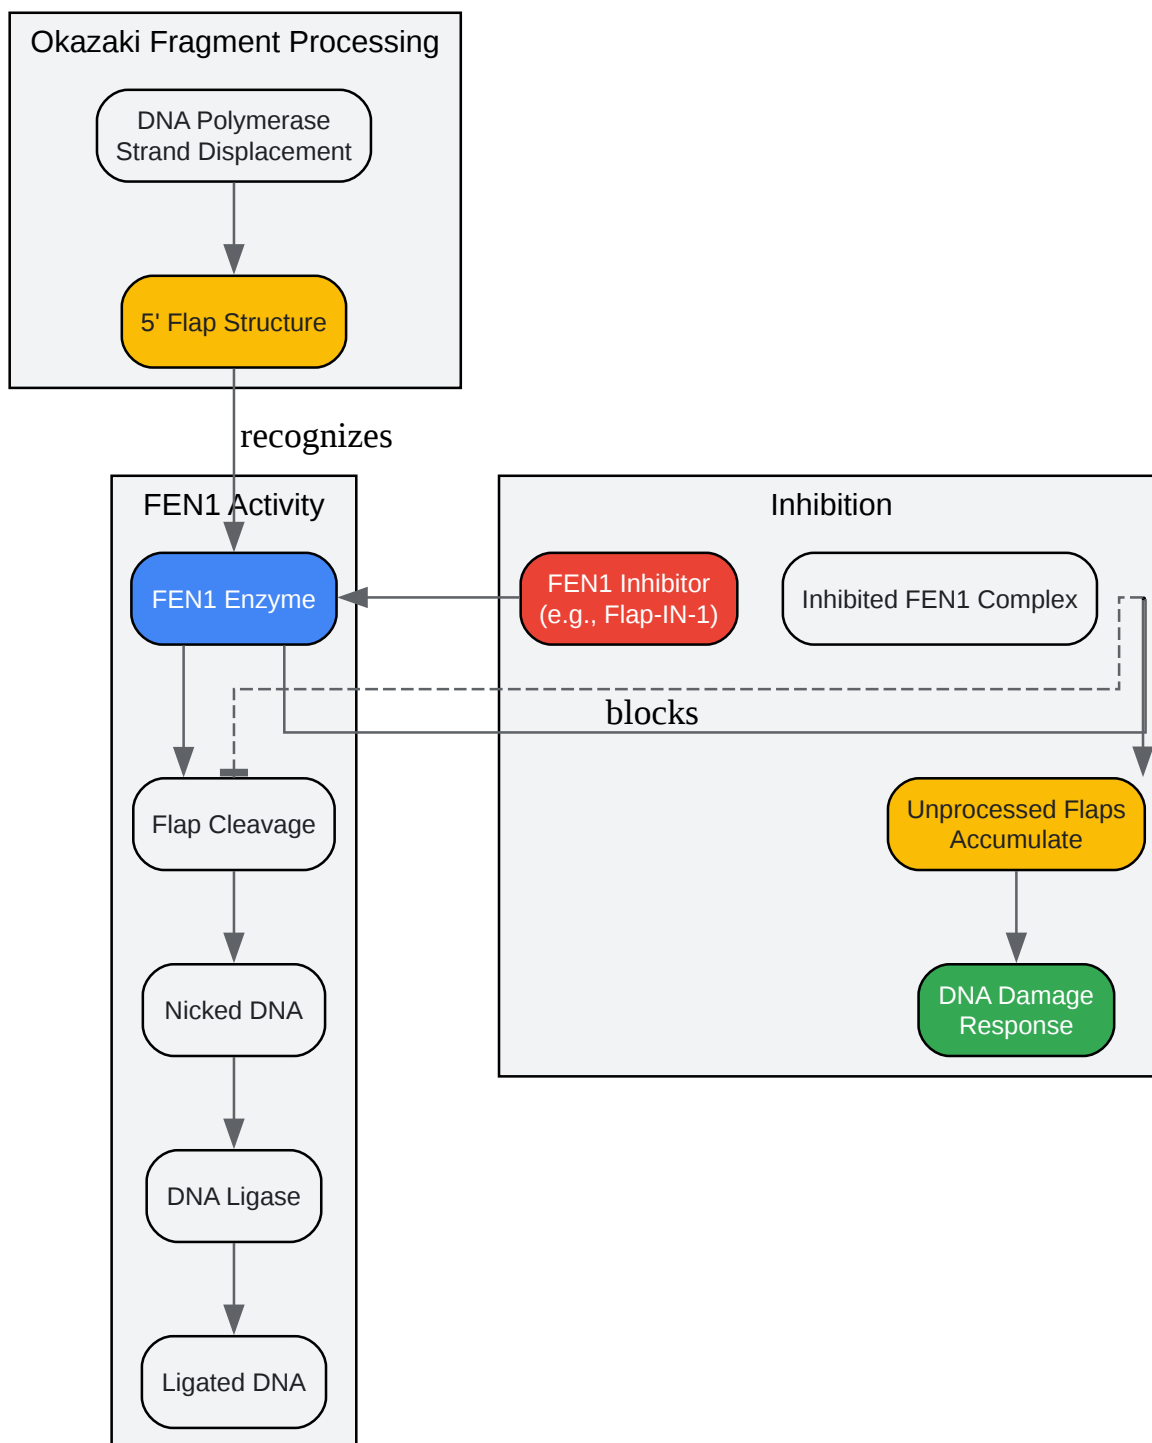 Okazaki Fragment Processing
DNA Polymerase
Strand Displacement
5' Flap Structure
recognizes
FEN1 Activity
Inhibition
FEN1 Enzyme
FEN1 Inhibitor
(e.g., Flap-IN-1)
Inhibited FEN1 Complex
blocks
Flap Cleavage
Unprocessed Flaps
Accumulate
Nicked DNA
DNA Damage
Response
DNA Ligase
Ligated DNA